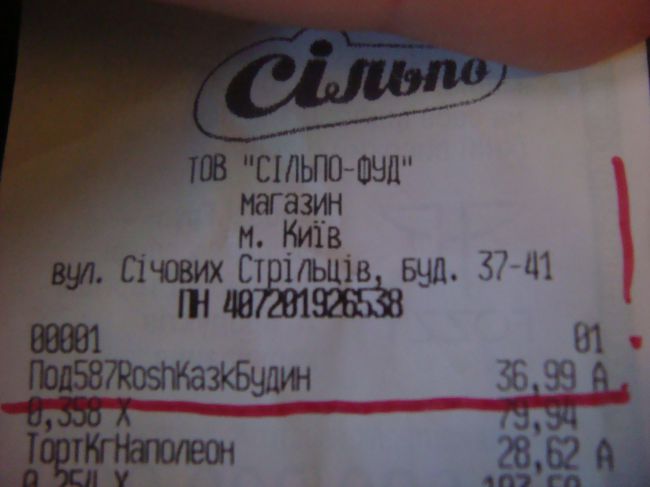 Сільпо
ТОВ "СІЛЬПО-ФУД"
магазин
м. Київ
вул. Січових Стрільців, буд. 37-41
ПН 407201926538
00001 01
Под587RoshКазкБудин 36,99 А
0,358 X 79,94
ТортКгНаполеон 28,62 А